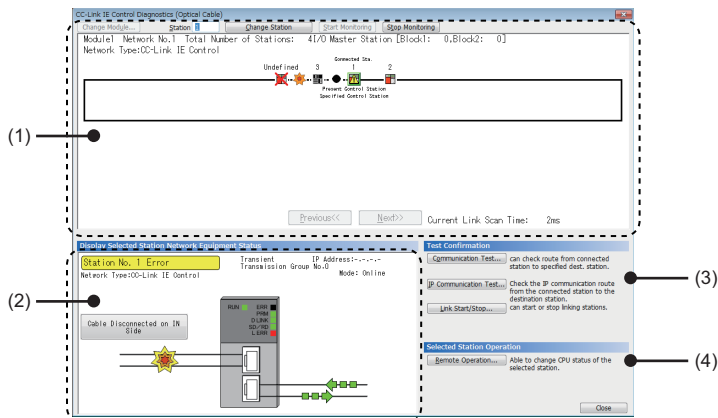 CC-Link IE Control Diagnostics (Optical Cable)
Change Module... Station 1 Change Station Start Monitoring Stop Monitoring
Module1 Network No.1 Total Number of Stations: 4(I/O Master Station [Block1: 0,Block2: 0]
Network Type:CC-Link IE Control
Connected Sta.
Undefined 3 1 2
Present Control Station
Specified Control Station
(1)
Previous<< Next>> Current Link Scan Time: 2ms
Display Selected Station Network Equipment Status
Station No. 1 Error
Network Type:CC-Link IE Control
Transient
Transmission Group No.0
IP Address:-.-.-.-
Mode: Online
(2)
Cable Disconnected on IN
Side
RUN ERR
PRM
D LINK
SD/RD
L ERR
Test Confirmation
Communication Test... can check route from connected
station to specified dest. station.
IP Communication Test... Check the IP communication route
from the connected station to the
destination station.
Link Start/Stop... can start or stop linking stations.
(3)
Selected Station Operation
Remote Operation... Able to change CPU status of the
selected station.
(4)
Close